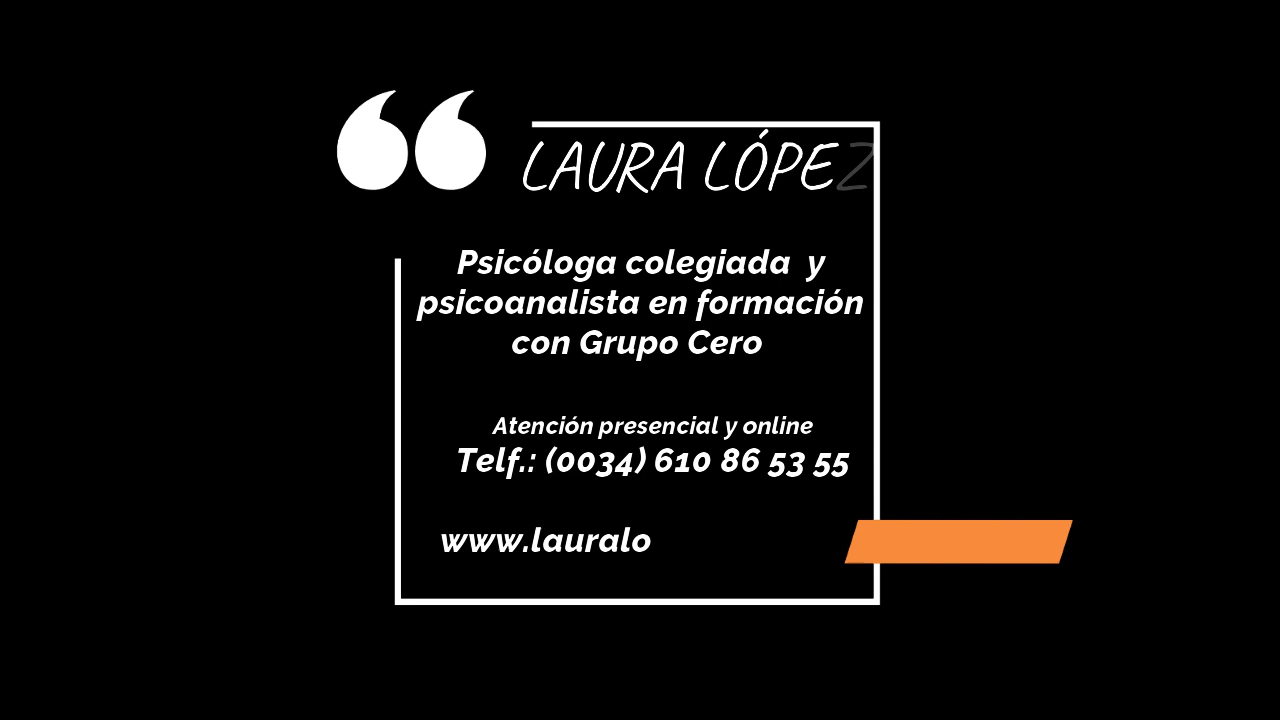 LAURA LÓPEZ
Psicóloga colegiada y
psicoanalista en formación
con Grupo Cero
Atención presencial y online
Telf.: (0034) 610 86 53 55
www.lauralo